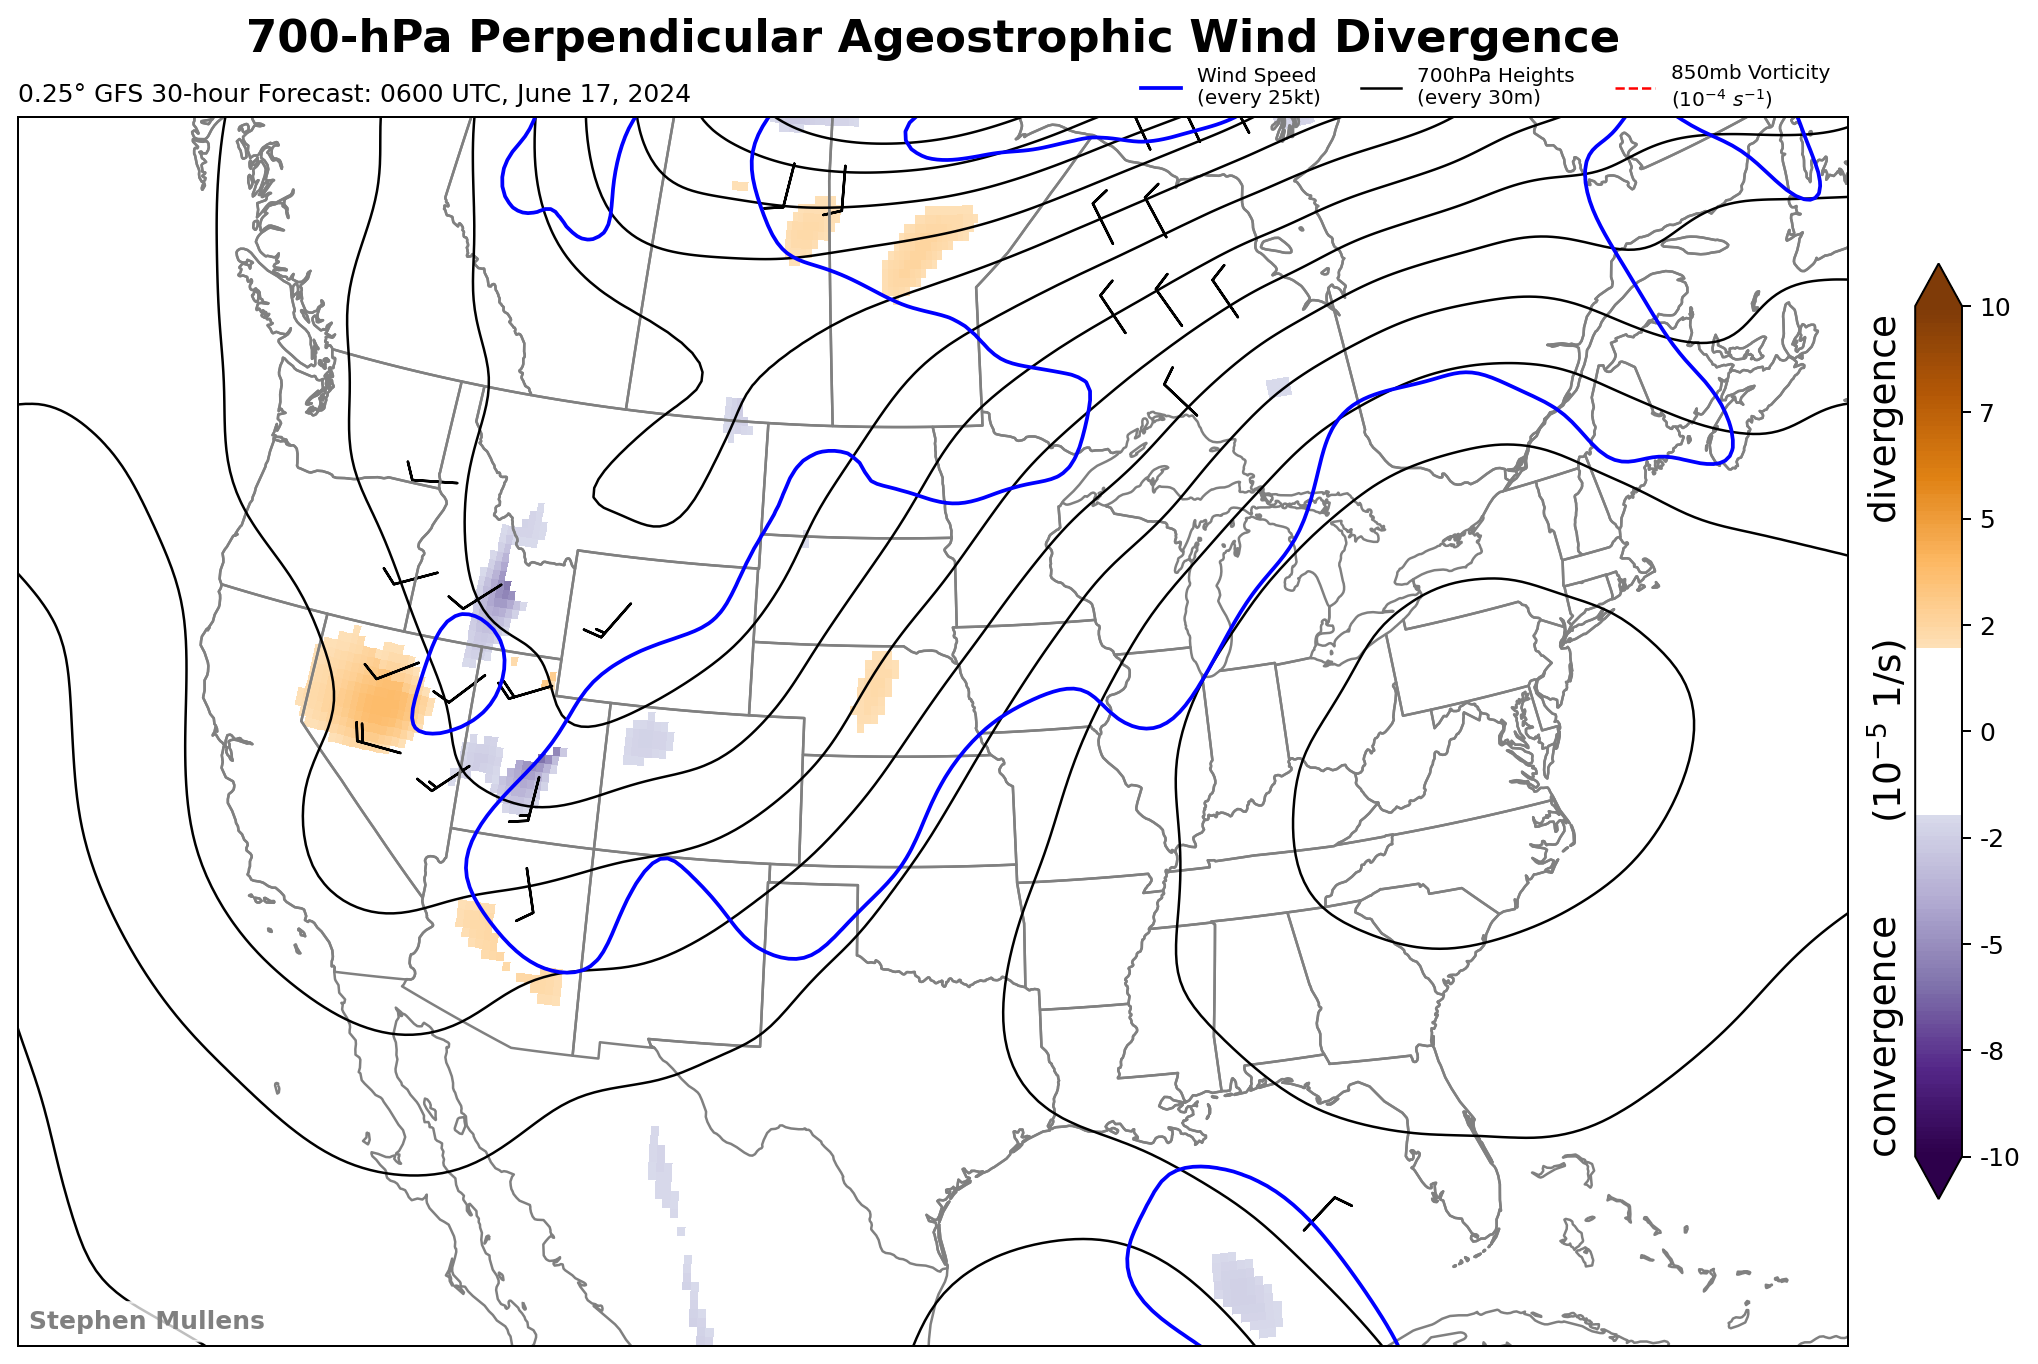 700-hPa Perpendicular Ageostrophic Wind Divergence
0.25° GFS 30-hour Forecast: 0600 UTC, June 17, 2024
Wind Speed
(every 25kt)
700hPa Heights
(every 30m)
850mb Vorticity
(10⁻⁴ s⁻¹)
10
7
5
2
0
-2
-5
-8
-10
convergence (10⁻⁵ 1/s) divergence
Stephen Mullens